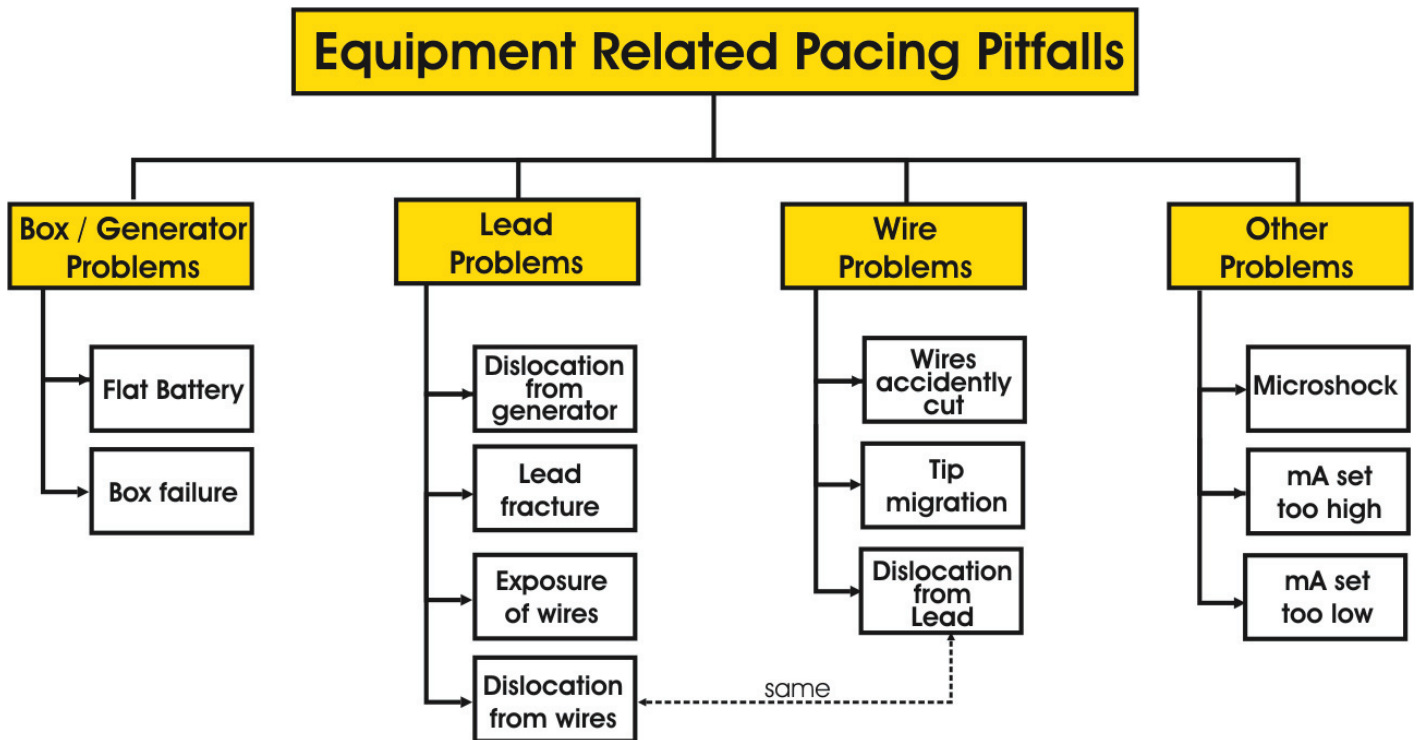 Equipment Related Pacing Pitfalls
Box / Generator
Problems
Flat Battery
Box failure
Lead
Problems
Dislocation
from
generator
Lead
fracture
Exposure
of wires
Dislocation
from wires
same
Wire
Problems
Wires
accidently
cut
Tip
migration
Dislocation
from
Lead
Other
Problems
Microshock
mA set
too high
mA set
too low